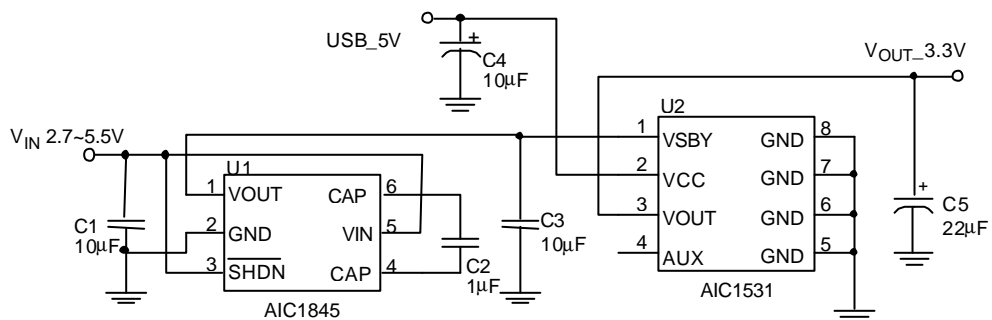 USB_5V
C4
10μF
VOUT_3.3V
VIN 2.7~5.5V
U1
U2
1 VOUT
2 GND
3 SHDN
CAP 6
VIN 5
CAP 4
AIC1845
C1
10μF
C2
1μF
C3
10μF
1 VSBY
2 VCC
3 VOUT
4 AUX
GND 8
GND 7
GND 6
GND 5
AIC1531
C5
22μF
+
+